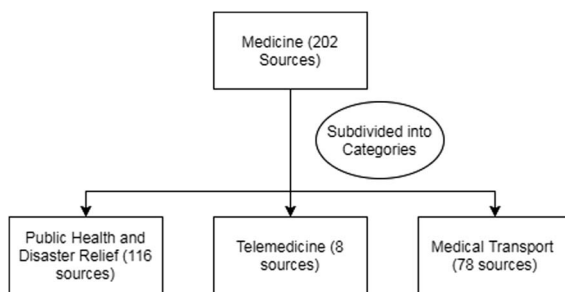 Medicine (202
Sources)
Subdivided into
Categories
Public Health and
Disaster Relief (116
sources)
Telemedicine (8
sources)
Medical Transport
(78 sources)